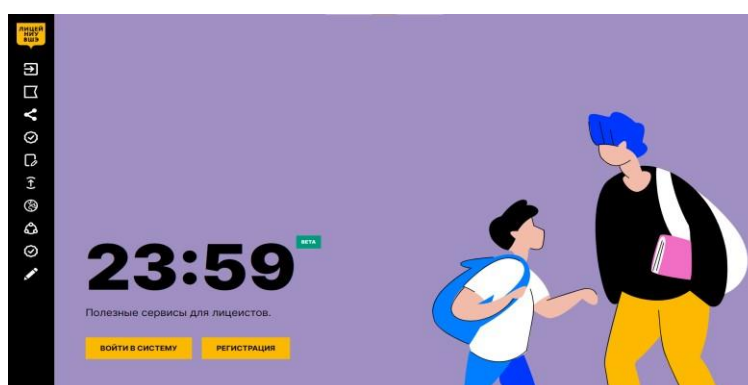 ЛИЦЕЙ
НИУ
ВШЭ
23:59
BETA
Полезные сервисы для лицеистов.
ВОЙТИ В СИСТЕМУ
РЕГИСТРАЦИЯ